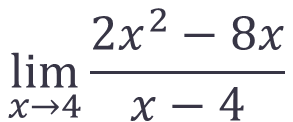 lim x→4 (2x² − 8x)/(x − 4)